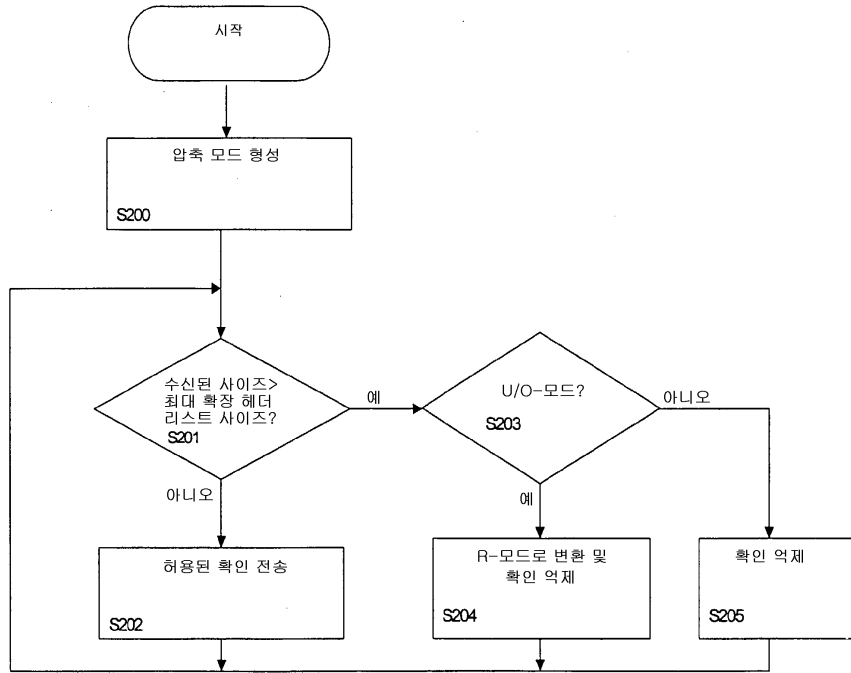 시작
압축 모드 형성
S200
수신된 사이즈>
최대 확장 헤더
리스트 사이즈?
S201
예
U/O-모드?
S203
아니오
아니오
예
허용된 확인 전송
S202
R-모드로 변환 및
확인 억제
S204
확인 억제
S205